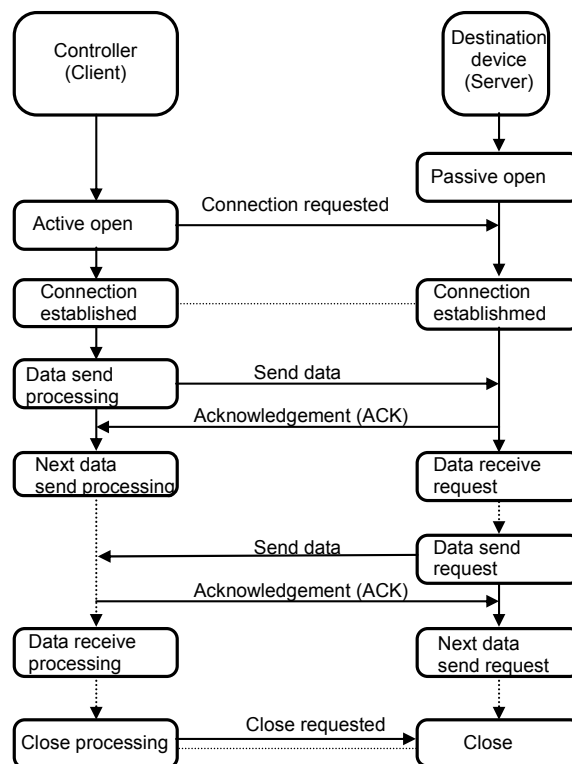 Controller
(Client)
Destination
device
(Server)
Passive open
Connection requested
Active open
Connection
established
Connection
establishmed
Send data
Data send
processing
Acknowledgement (ACK)
Next data
send processing
Data receive
request
Send data
Data send
request
Acknowledgement (ACK)
Data receive
processing
Next data
send request
Close requested
Close processing
Close